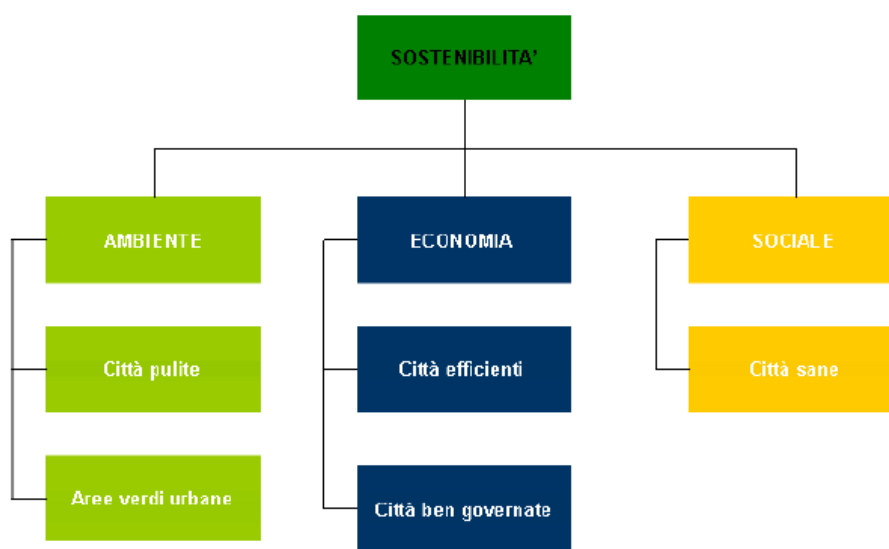 SOSTENIBILITA'
AMBIENTE
ECONOMIA
SOCIALE
Città pulite
Città efficienti
Città sane
Aree verdi urbane
Città ben governate